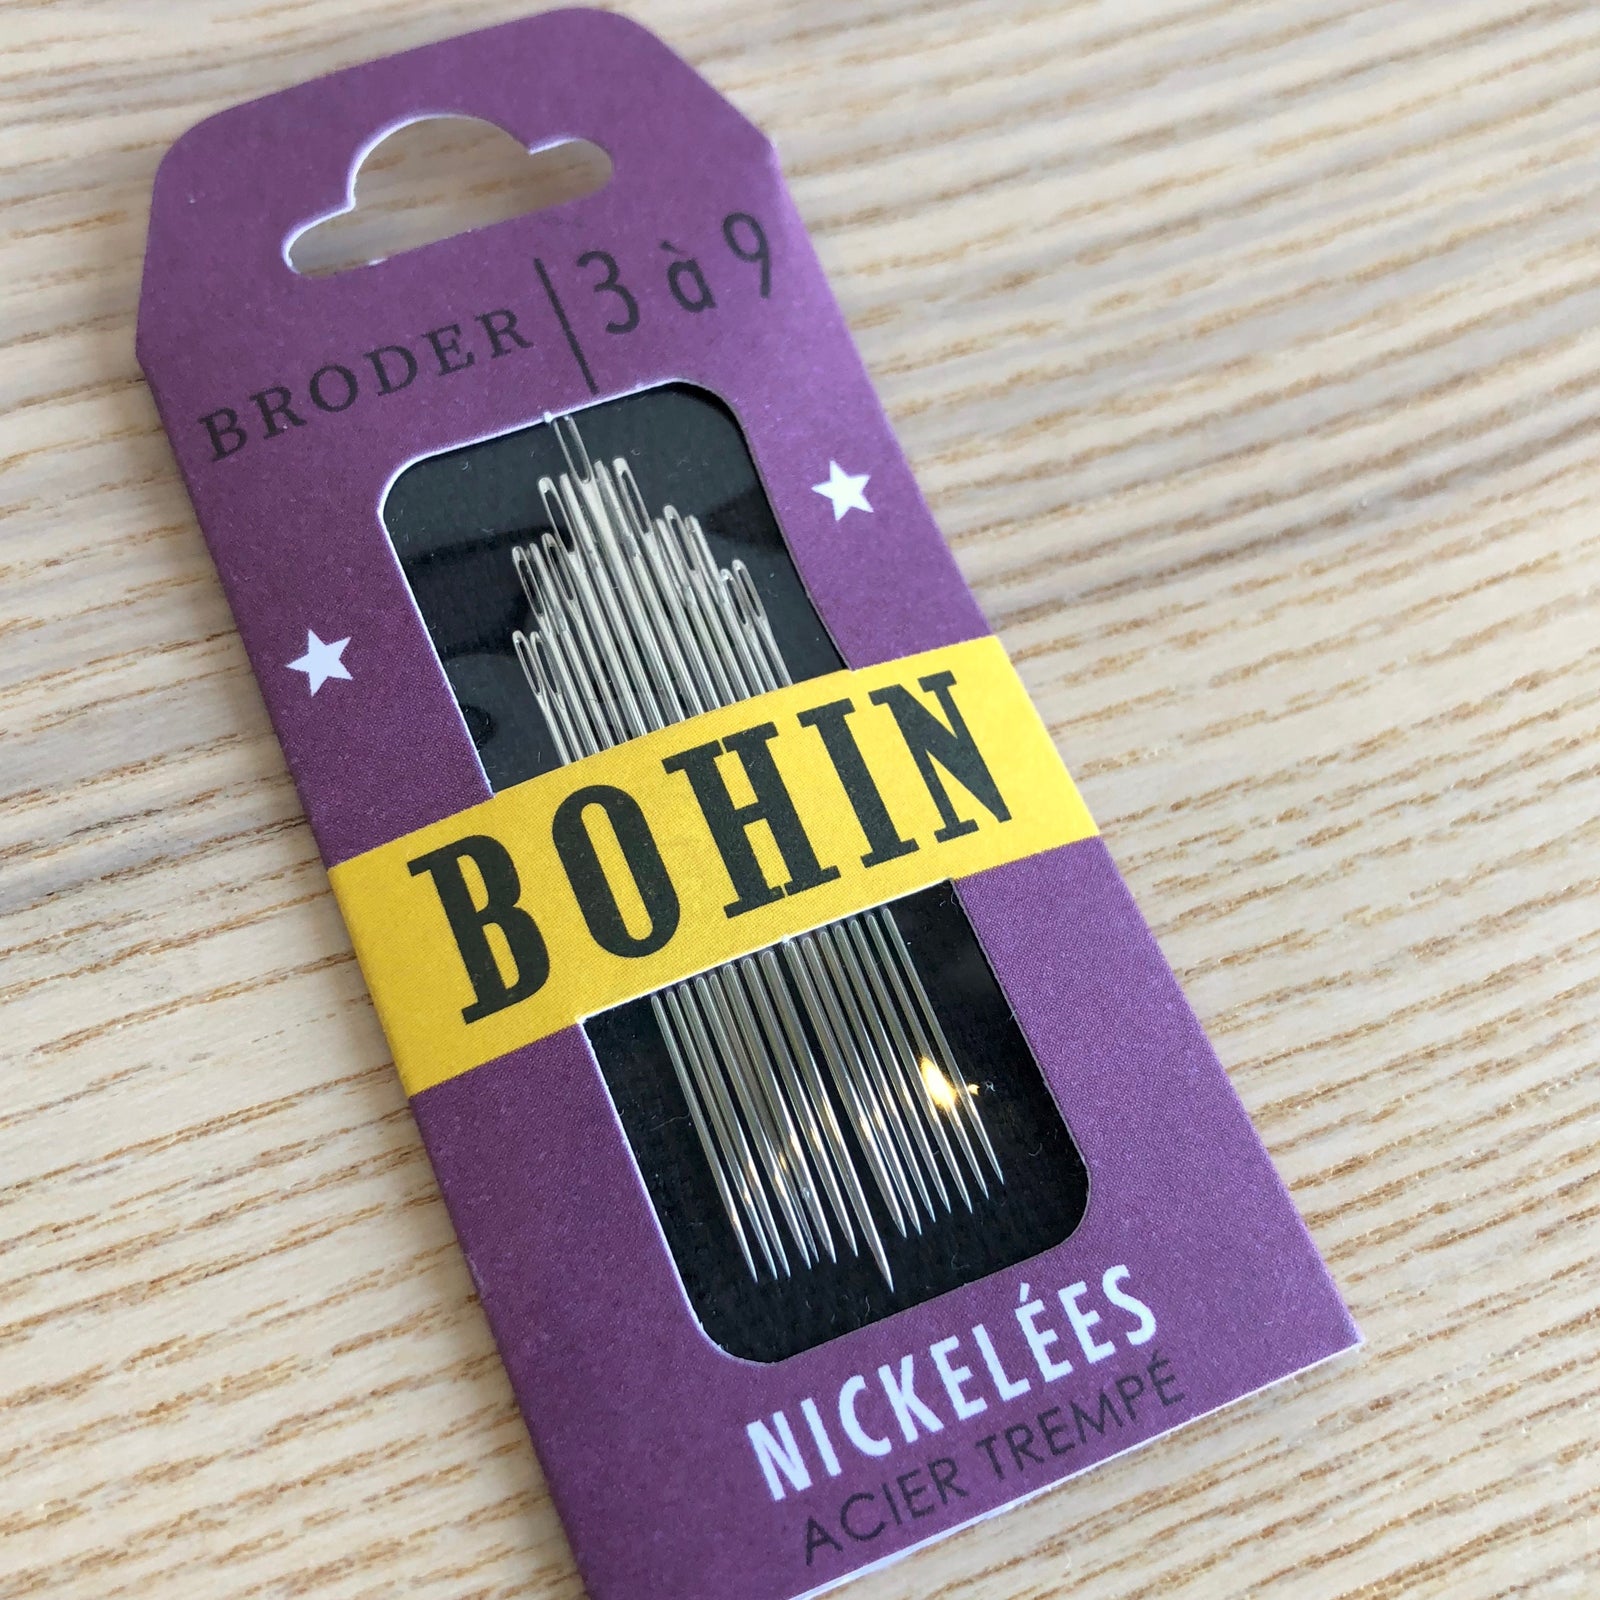 BRODER | 3 à 9
BOHIN
NICKELÉES
ACIER TREMPÉ